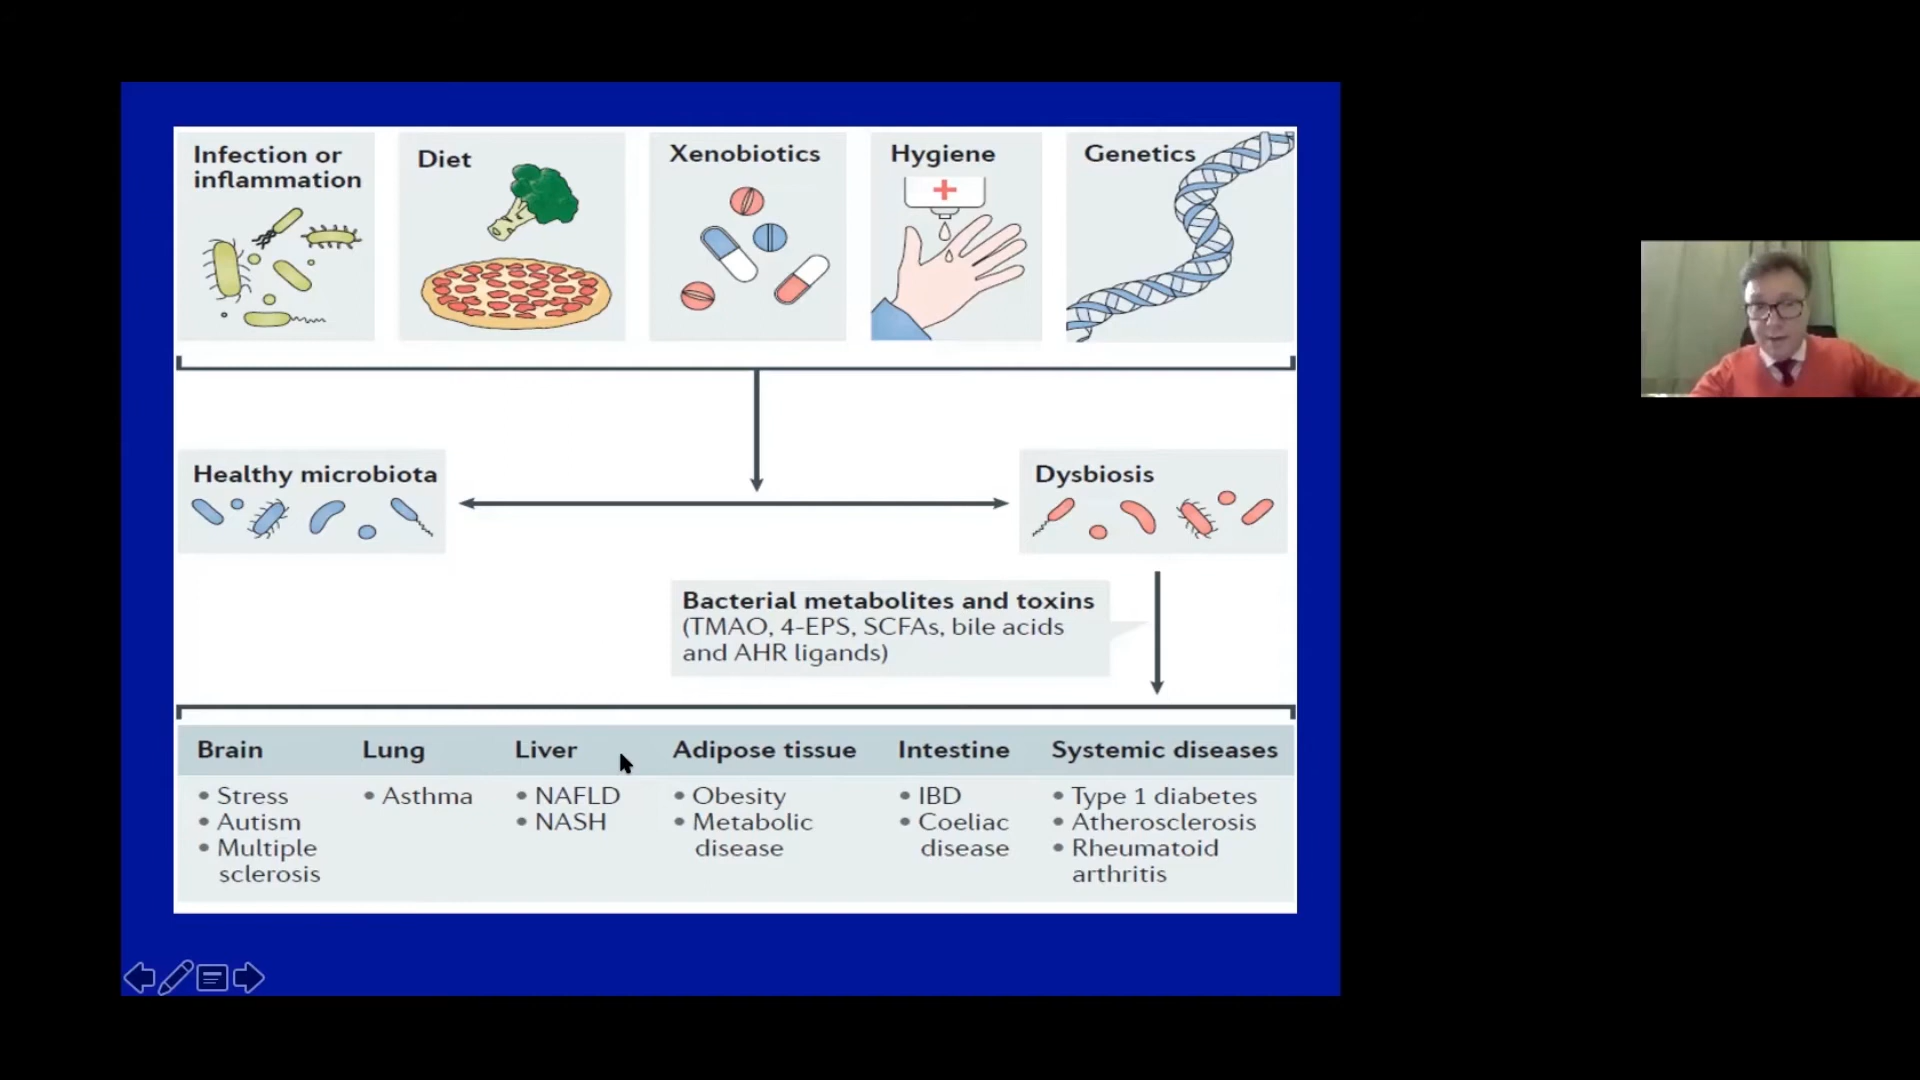 Infection or
inflammation
Diet
Xenobiotics
Hygiene
Genetics
Healthy microbiota
Dysbiosis
Bacterial metabolites and toxins
(TMAO, 4-EPS, SCFAs, bile acids
and AHR ligands)
Brain
• Stress
• Autism
• Multiple
sclerosis
Lung
• Asthma
Liver
• NAFLD
• NASH
Adipose tissue
• Obesity
• Metabolic
disease
Intestine
• IBD
• Coeliac
disease
Systemic diseases
• Type 1 diabetes
• Atherosclerosis
• Rheumatoid
arthritis